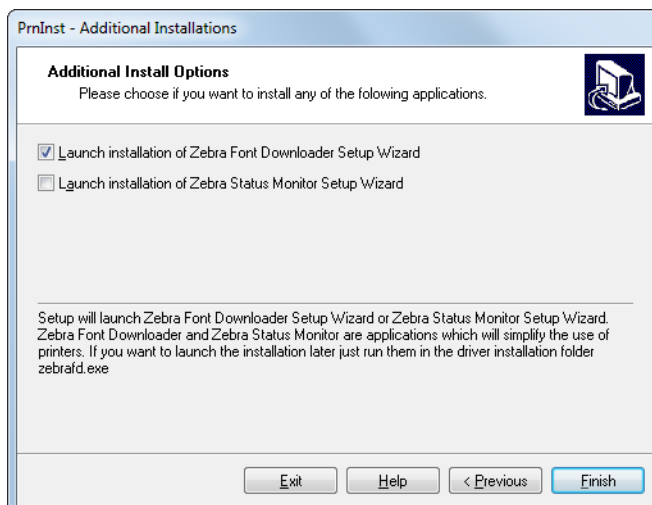 PrnInst - Additional Installations
Additional Install Options
Please choose if you want to install any of the folowing applications.
Launch installation of Zebra Font Downloader Setup Wizard
Launch installation of Zebra Status Monitor Setup Wizard
Setup will launch Zebra Font Downloader Setup Wizard or Zebra Status Monitor Setup Wizard.
Zebra Font Downloader and Zebra Status Monitor are applications which will simplify the use of
printers. If you want to launch the installation later just run them in the driver installation folder
zebrafd.exe
Exit
Help
< Previous
Finish